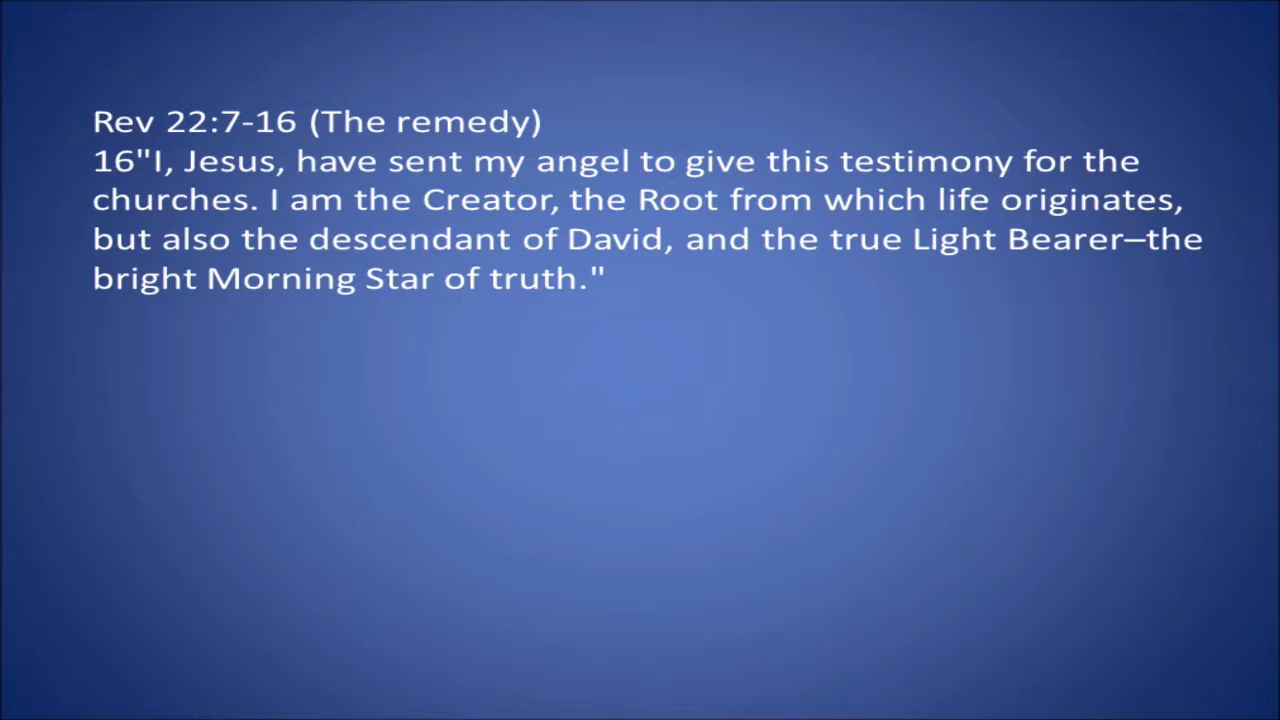 Rev 22:7-16 (The remedy)
16"I, Jesus, have sent my angel to give this testimony for the
churches. I am the Creator, the Root from which life originates,
but also the descendant of David, and the true Light Bearer–the
bright Morning Star of truth."